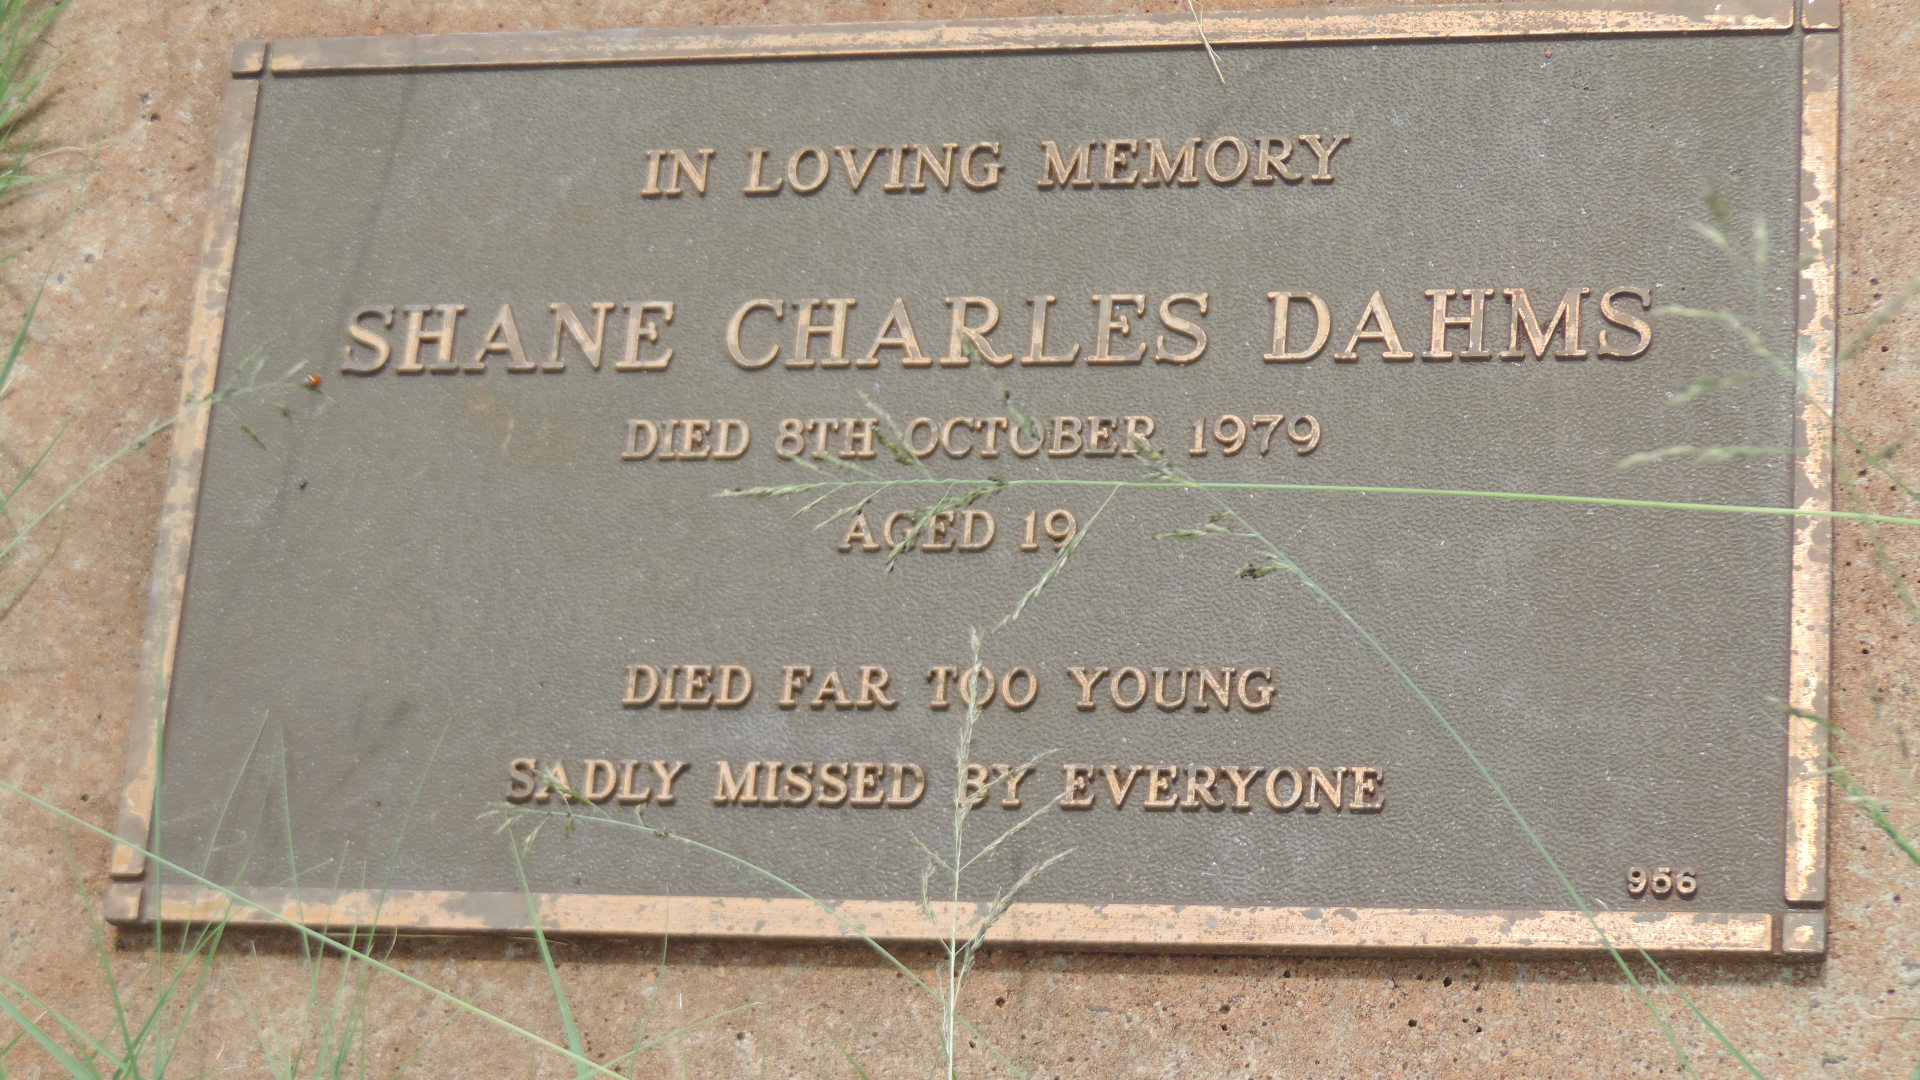 IN LOVING MEMORY
SHANE CHARLES DAHMS
DIED 8TH OCTOBER 1979
AGED 19
DIED FAR TOO YOUNG
SADLY MISSED BY EVERYONE
956